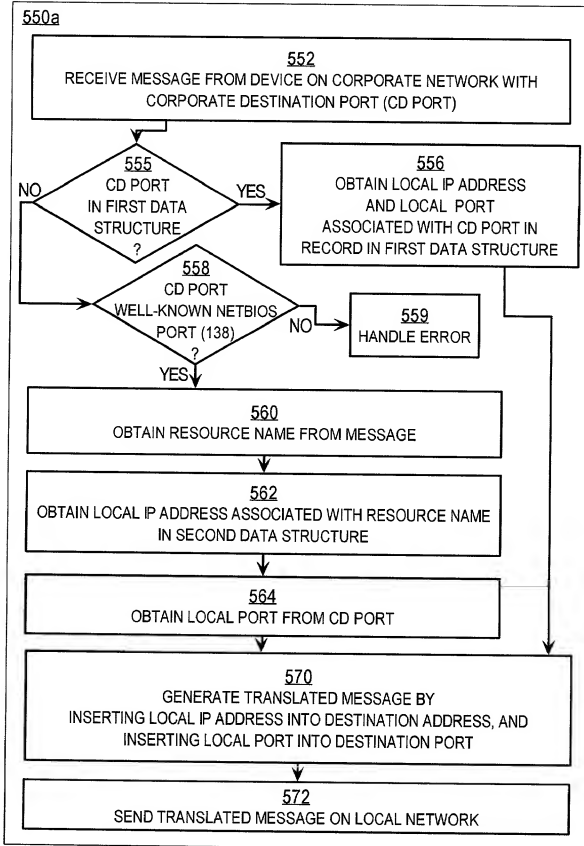 550a
552
RECEIVE MESSAGE FROM DEVICE ON CORPORATE NETWORK WITH
CORPORATE DESTINATION PORT (CD PORT)
555
CD PORT
IN FIRST DATA
STRUCTURE
?
NO
YES
556
OBTAIN LOCAL IP ADDRESS
AND LOCAL PORT
ASSOCIATED WITH CD PORT IN
RECORD IN FIRST DATA STRUCTURE
558
CD PORT
WELL-KNOWN NETBIOS
PORT (138)
?
NO
YES
559
HANDLE ERROR
560
OBTAIN RESOURCE NAME FROM MESSAGE
562
OBTAIN LOCAL IP ADDRESS ASSOCIATED WITH RESOURCE NAME
IN SECOND DATA STRUCTURE
564
OBTAIN LOCAL PORT FROM CD PORT
570
GENERATE TRANSLATED MESSAGE BY
INSERTING LOCAL IP ADDRESS INTO DESTINATION ADDRESS, AND
INSERTING LOCAL PORT INTO DESTINATION PORT
572
SEND TRANSLATED MESSAGE ON LOCAL NETWORK